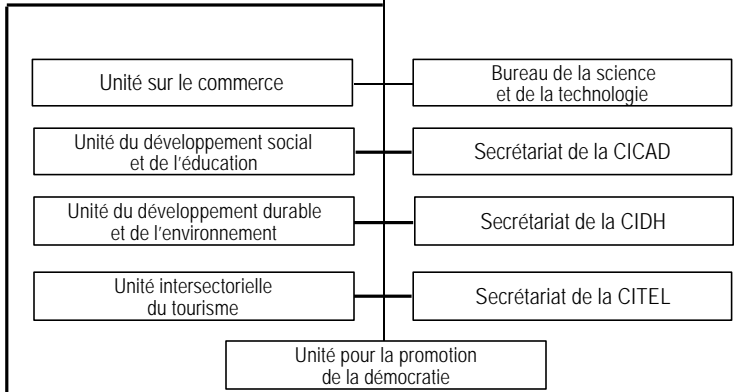 Unité sur le commerce
Bureau de la science
et de la technologie
Unité du développement social
et de l'éducation
Secrétariat de la CICAD
Unité du développement durable
et de l'environnement
Secrétariat de la CIDH
Unité intersectorielle
du tourisme
Secrétariat de la CITEL
Unité pour la promotion
de la démocratie